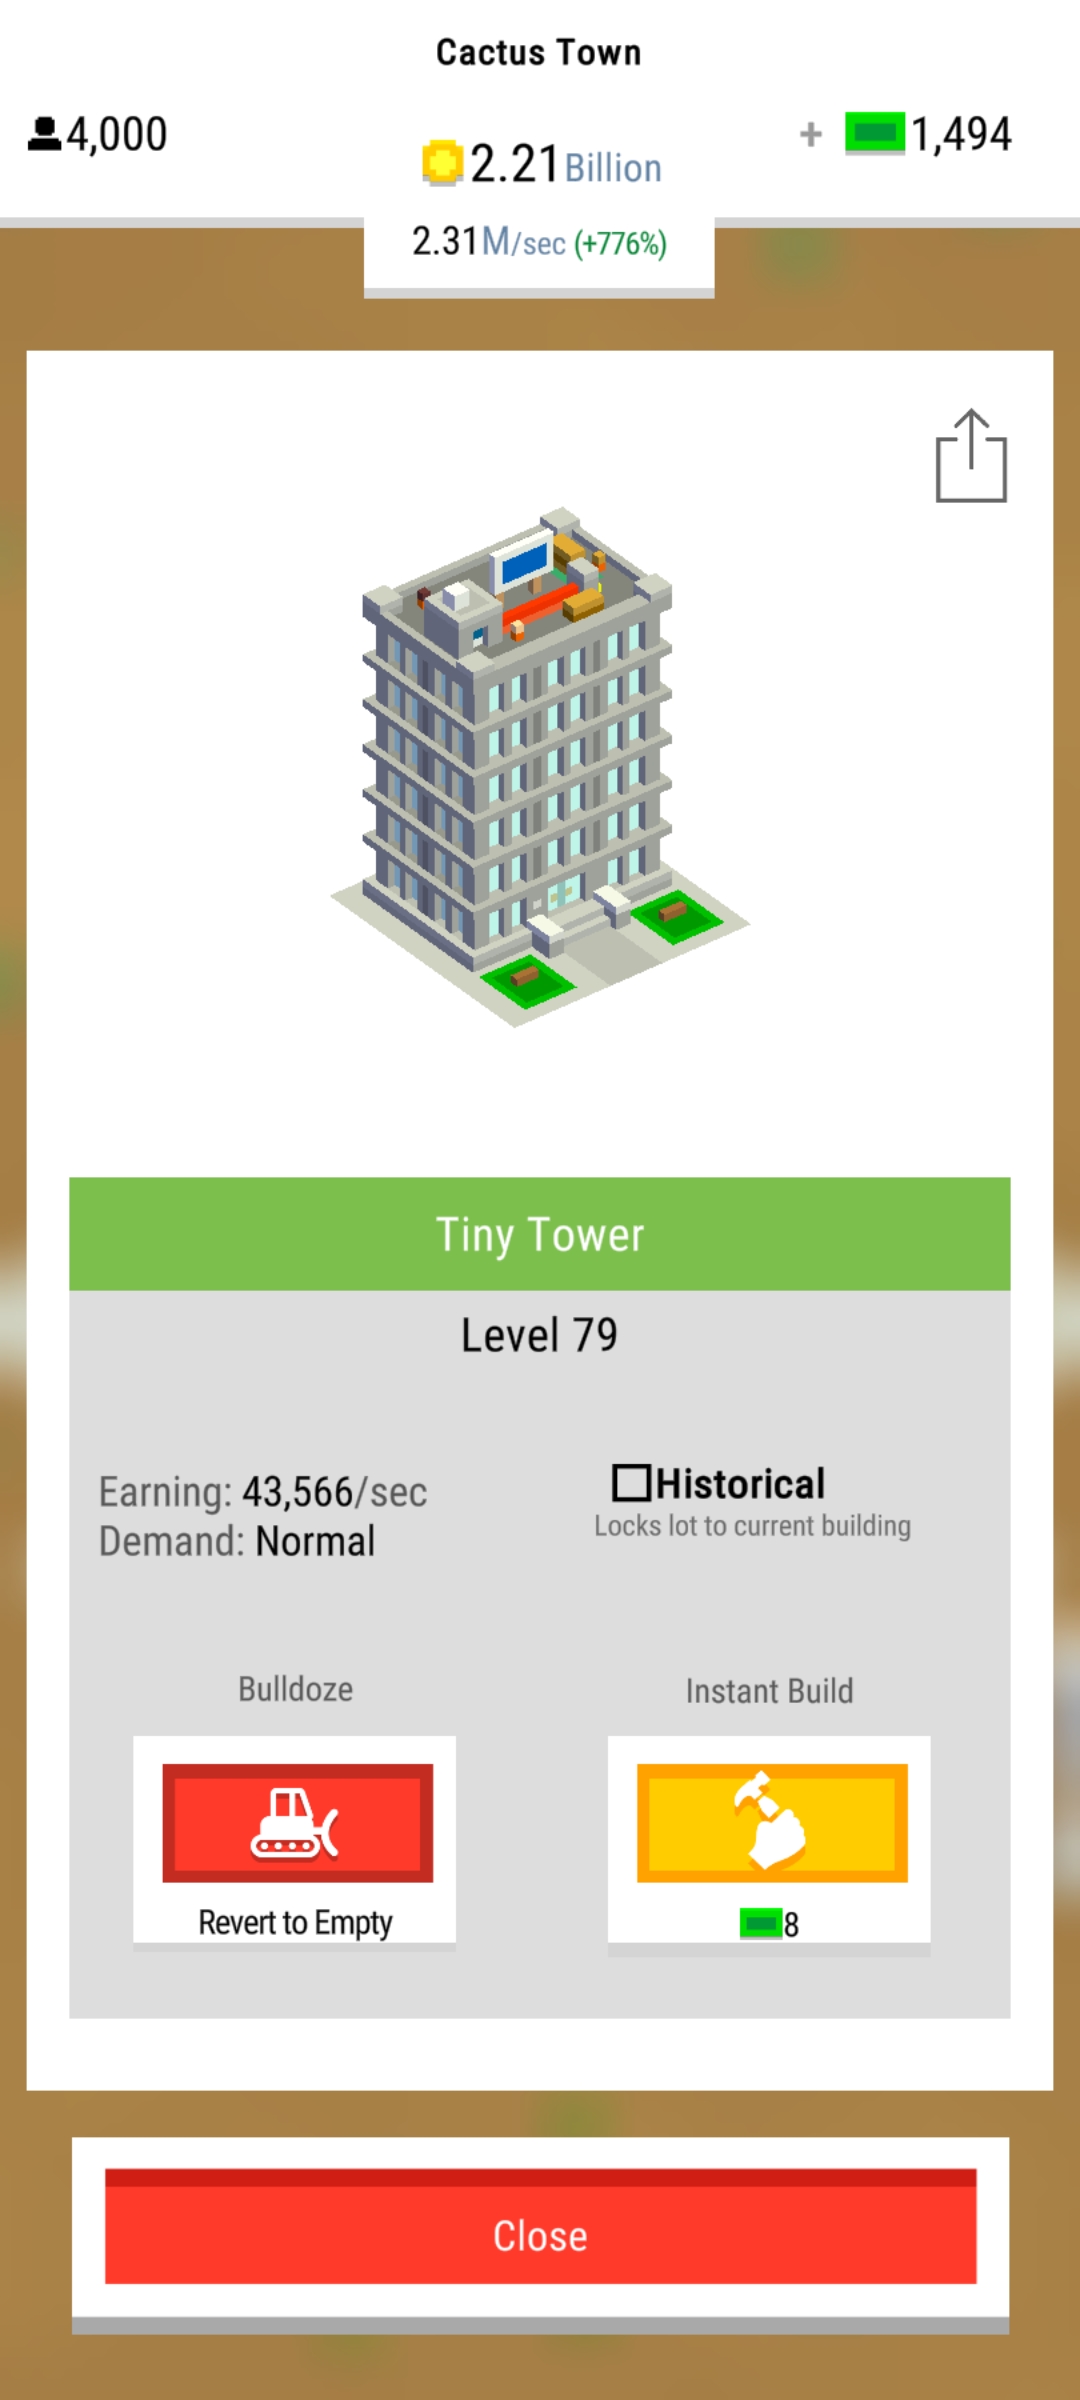 Cactus Town
4,000
2.21 Billion
+ 1,494
2.31M/sec (+776%)
Tiny Tower
Level 79
Earning: 43,566/sec
Demand: Normal
Historical
Locks lot to current building
Bulldoze
Revert to Empty
Instant Build
8
Close